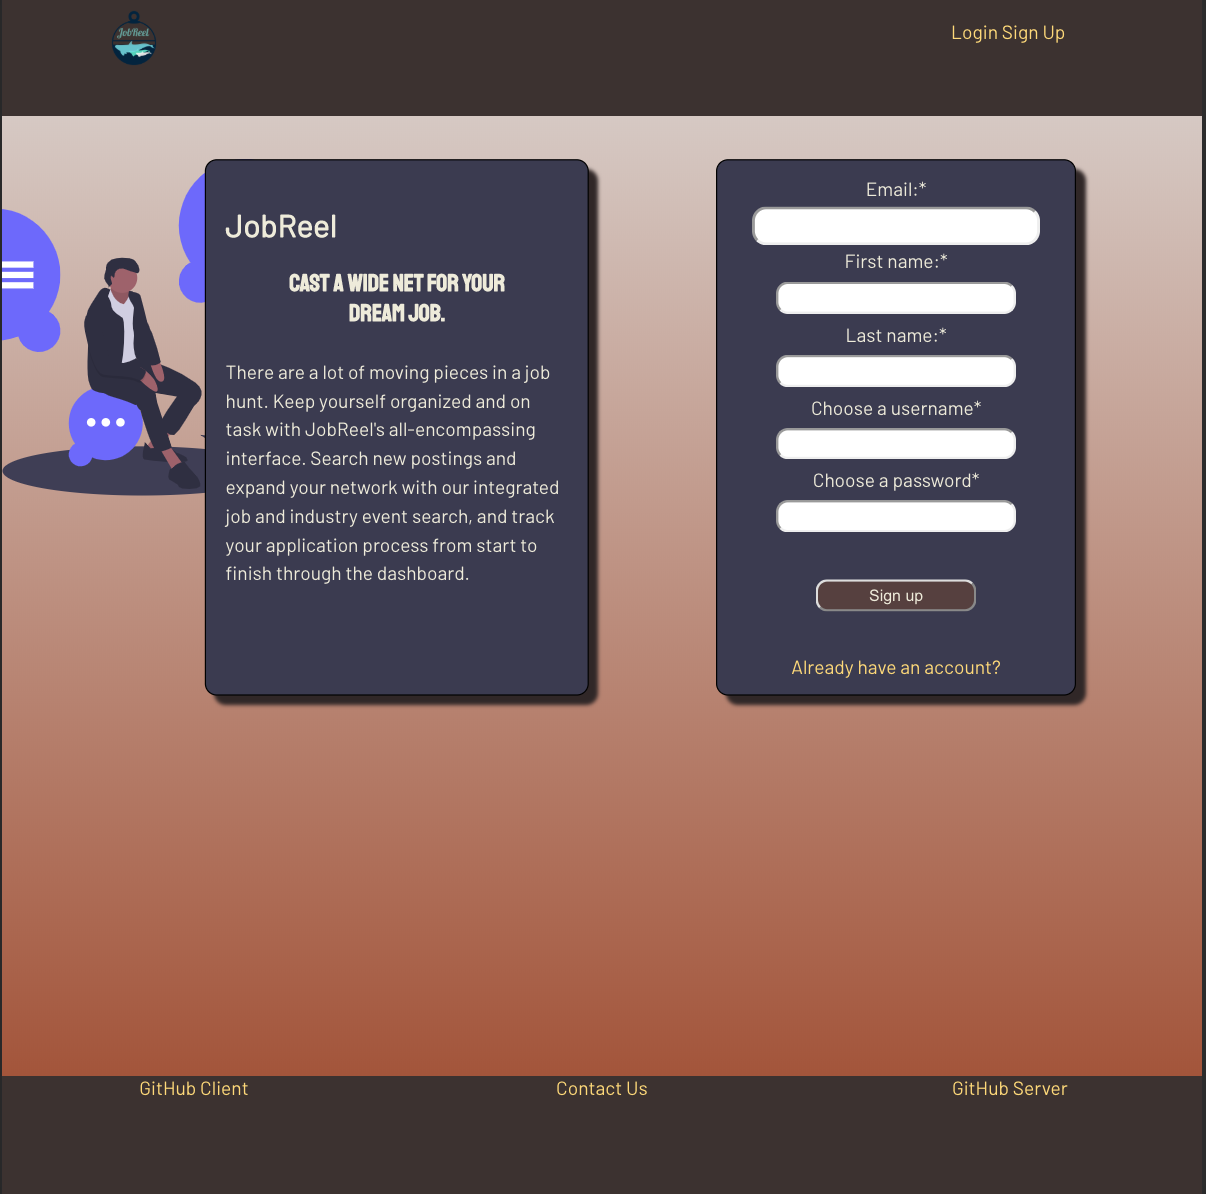 JobReel
Login Sign Up
JobReel
CAST A WIDE NET FOR YOUR
DREAM JOB.
There are a lot of moving pieces in a job
hunt. Keep yourself organized and on
task with JobReel's all-encompassing
interface. Search new postings and
expand your network with our integrated
job and industry event search, and track
your application process from start to
finish through the dashboard.
Email:*
First name:*
Last name:*
Choose a username*
Choose a password*
Sign up
Already have an account?
GitHub Client
Contact Us
GitHub Server